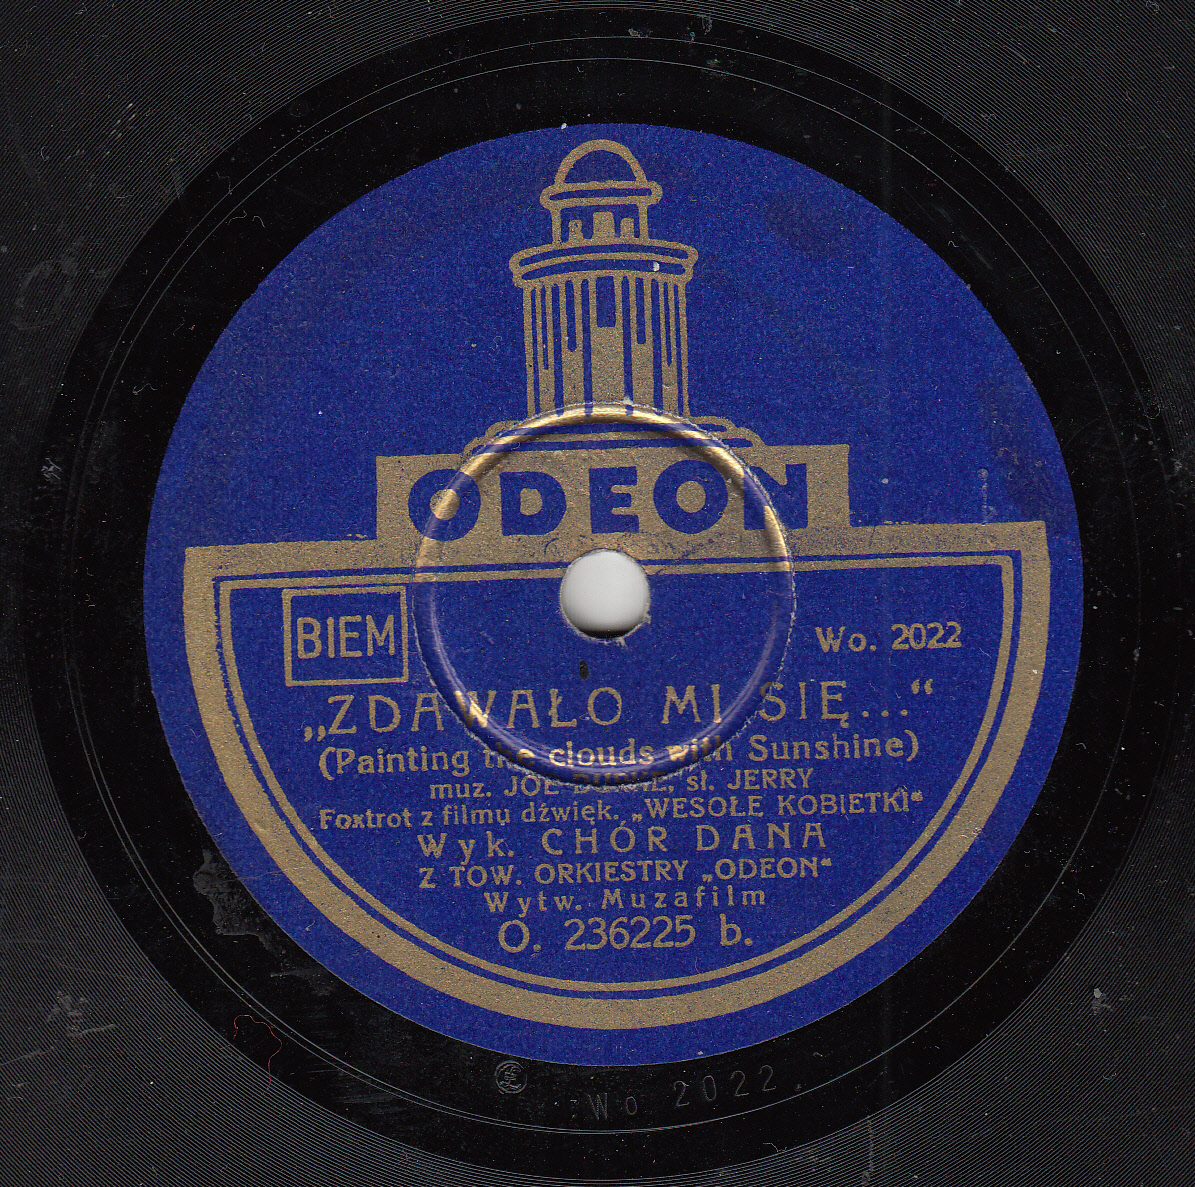 ODEON
BIEM
Wo. 2022
„ZDAWAŁO MI SIĘ...“
(Painting the clouds with Sunshine)
muz. JOE BURKE, sł. JERRY
Foxtrot z filmu dźwięk. „WESOŁE KOBIETKI“
Wyk. CHÓR DANA
Z TOW. ORKIESTRY „ODEON“
Wytw. Muzafilm
O. 236225 b.
Wo 2022